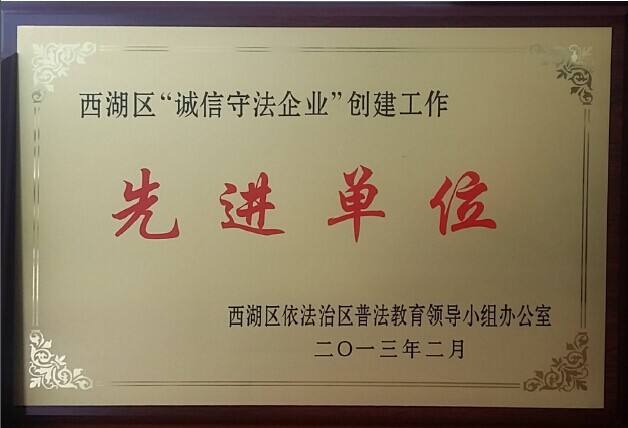 西湖区“诚信守法企业”创建工作
先进单位
西湖区依法治区普法教育领导小组办公室
二〇一三年二月